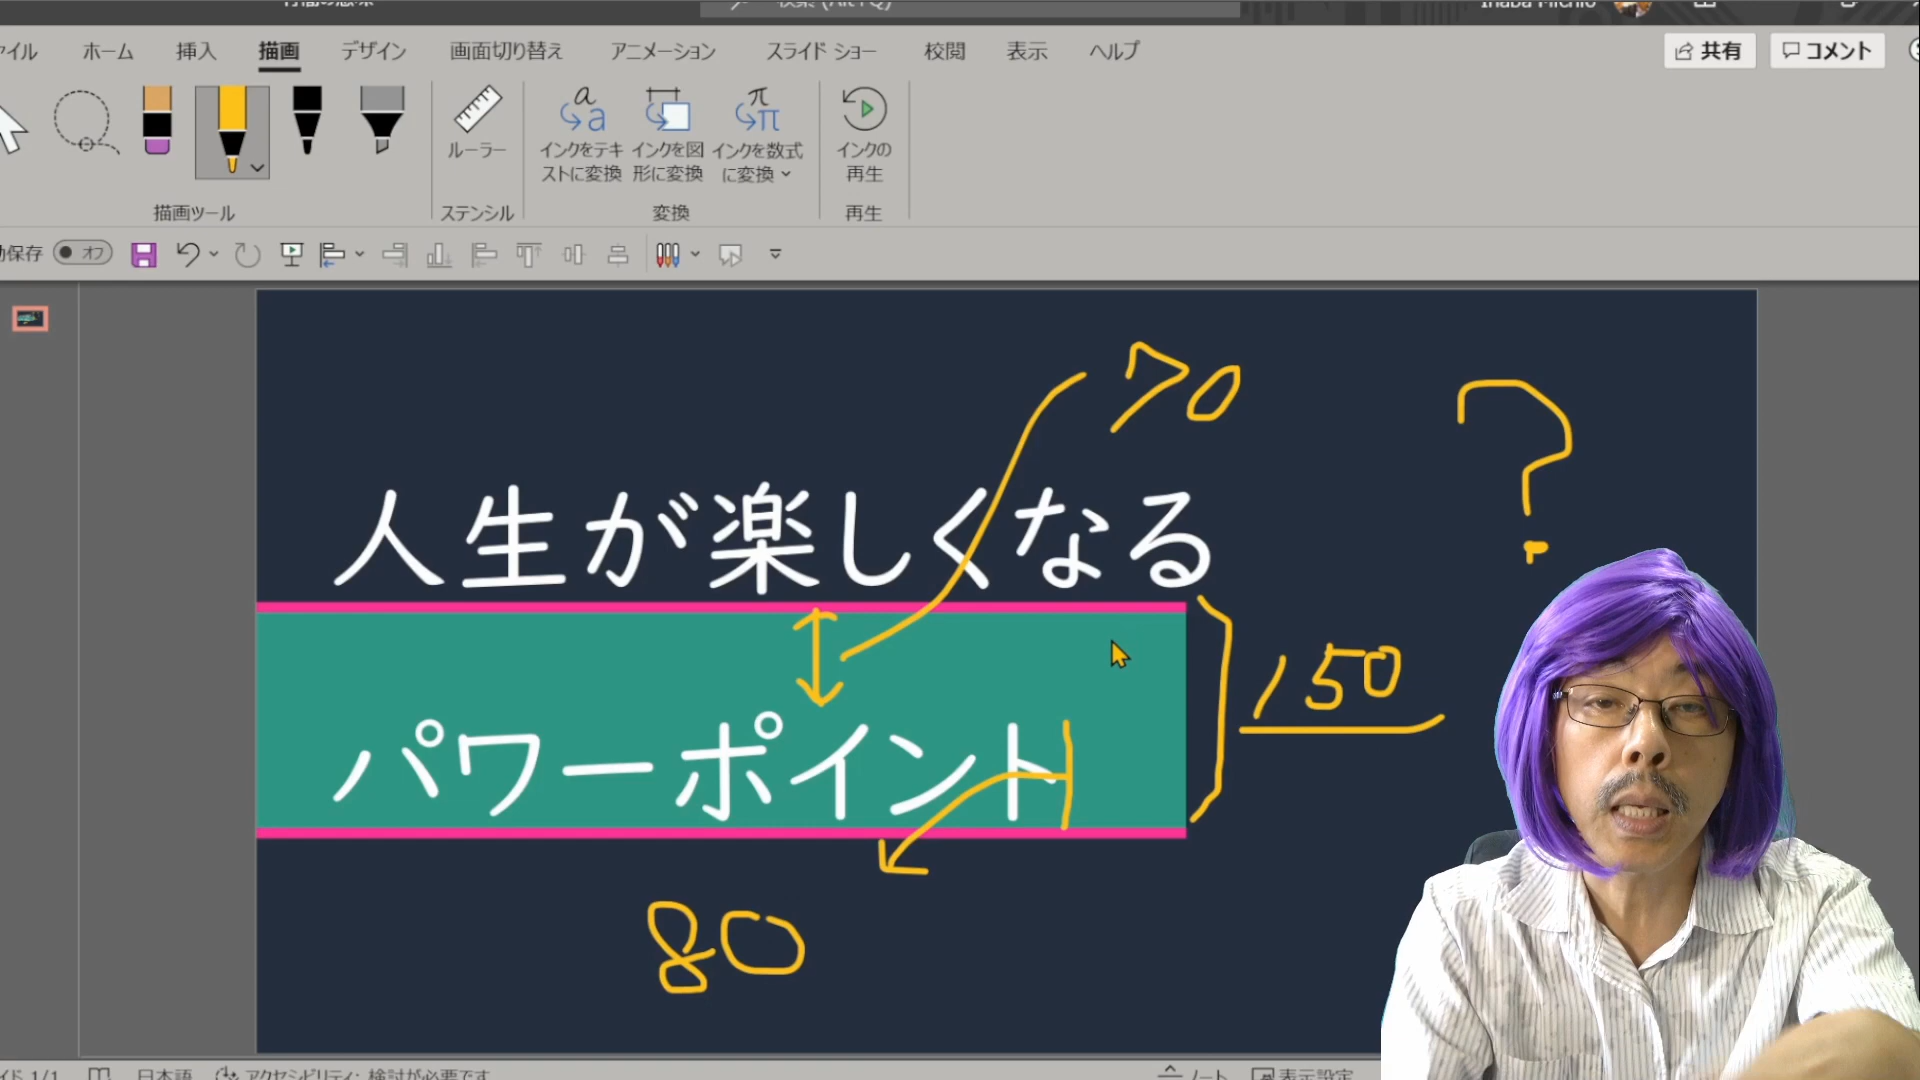 Inaba Michio
ホーム 挿入 描画 デザイン 画面切り替え アニメーション スライド ショー 校閲 表示 ヘルプ 共有 コメント
ルーラー
インクをテキストに変換
インクを図形に変換
インクを数式に変換
インクの再生
描画ツール ステンシル 変換 再生
保存 オフ
70
?
人生が楽しくなる
150
パワーポイント
80
1/1 日本語 アクセシビリティ: 検討が必要です ノート 表示設定